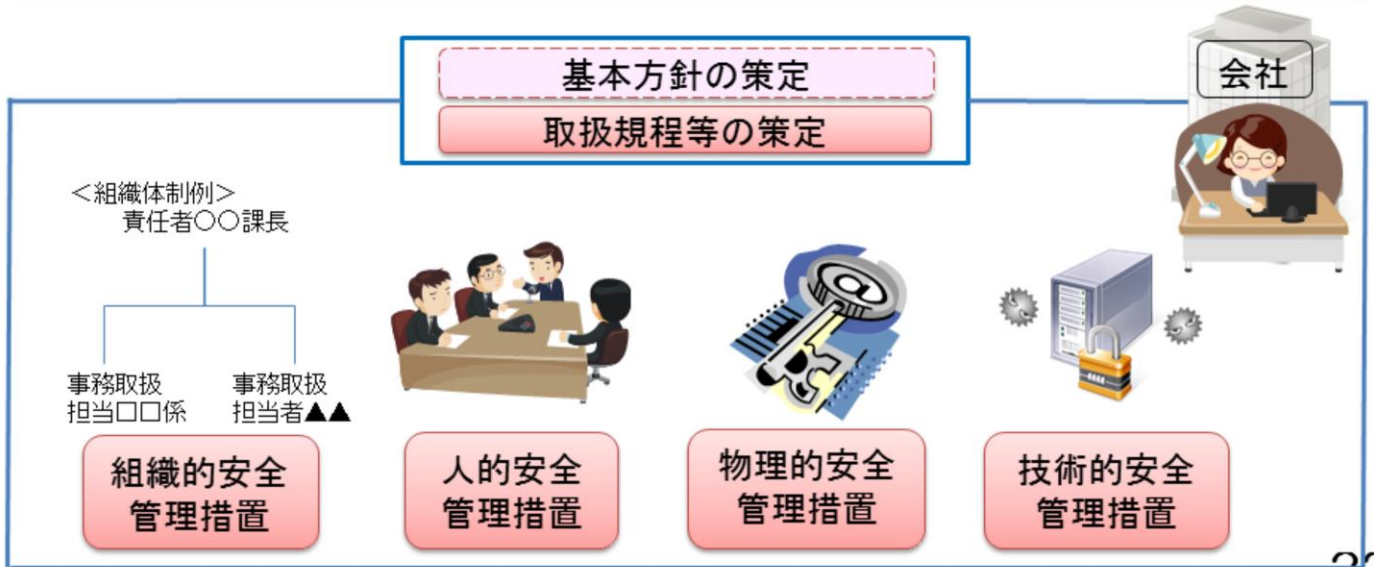 基本方針の策定
取扱規程等の策定
会社
＜組織体制例＞
責任者○○課長
事務取扱
担当□□係
事務取扱
担当者▲▲
組織的安全
管理措置
人的安全
管理措置
物理的安全
管理措置
技術的安全
管理措置